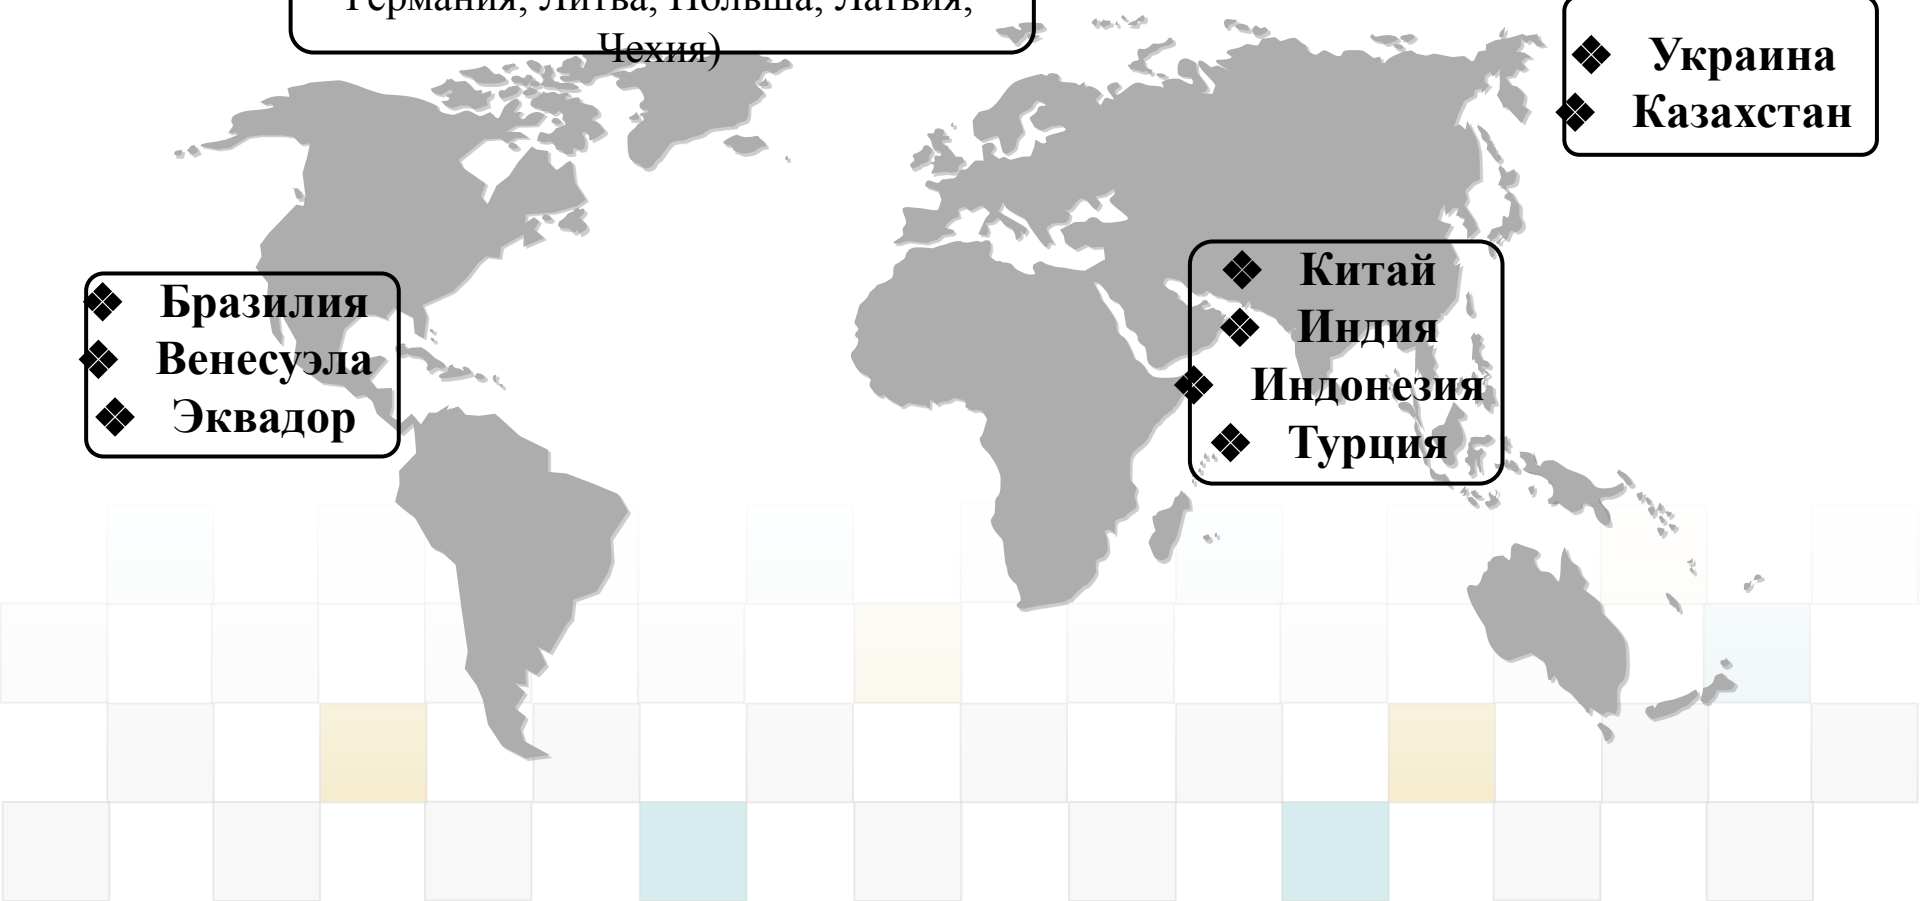 Германия, Литва, Польша, Латвия,
Чехия)
❖ Украина
❖ Казахстан
❖ Китай
❖ Индия
❖ Индонезия
❖ Турция
❖ Бразилия
❖ Венесуэла
❖ Эквадор